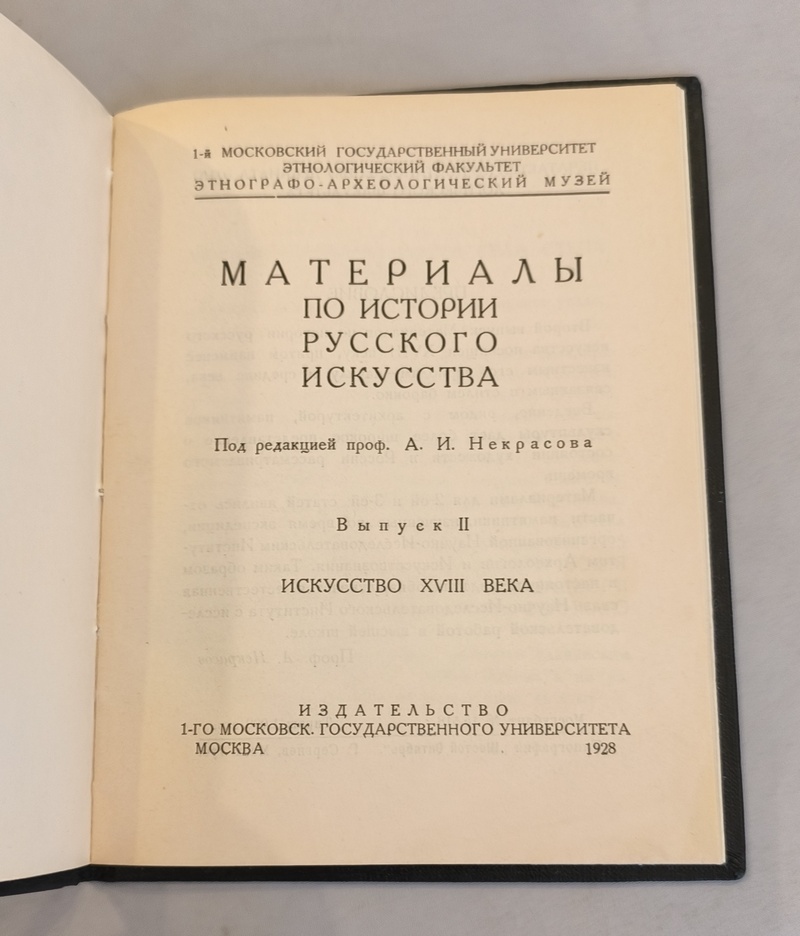 1-й МОСКОВСКИЙ ГОСУДАРСТВЕННЫЙ УНИВЕРСИТЕТ
ЭТНОЛОГИЧЕСКИЙ ФАКУЛЬТЕТ
ЭТНОГРАФО-АРХЕОЛОГИЧЕСКИЙ МУЗЕЙ
МАТЕРИАЛЫ
ПО ИСТОРИИ
РУССКОГО
ИСКУССТВА
Под редакцией проф. А. И. Некрасова
Выпуск II
ИСКУССТВО XVIII ВЕКА
ИЗДАТЕЛЬСТВО
1-ГО МОСКОВСК. ГОСУДАРСТВЕННОГО УНИВЕРСИТЕТА
МОСКВА 1928